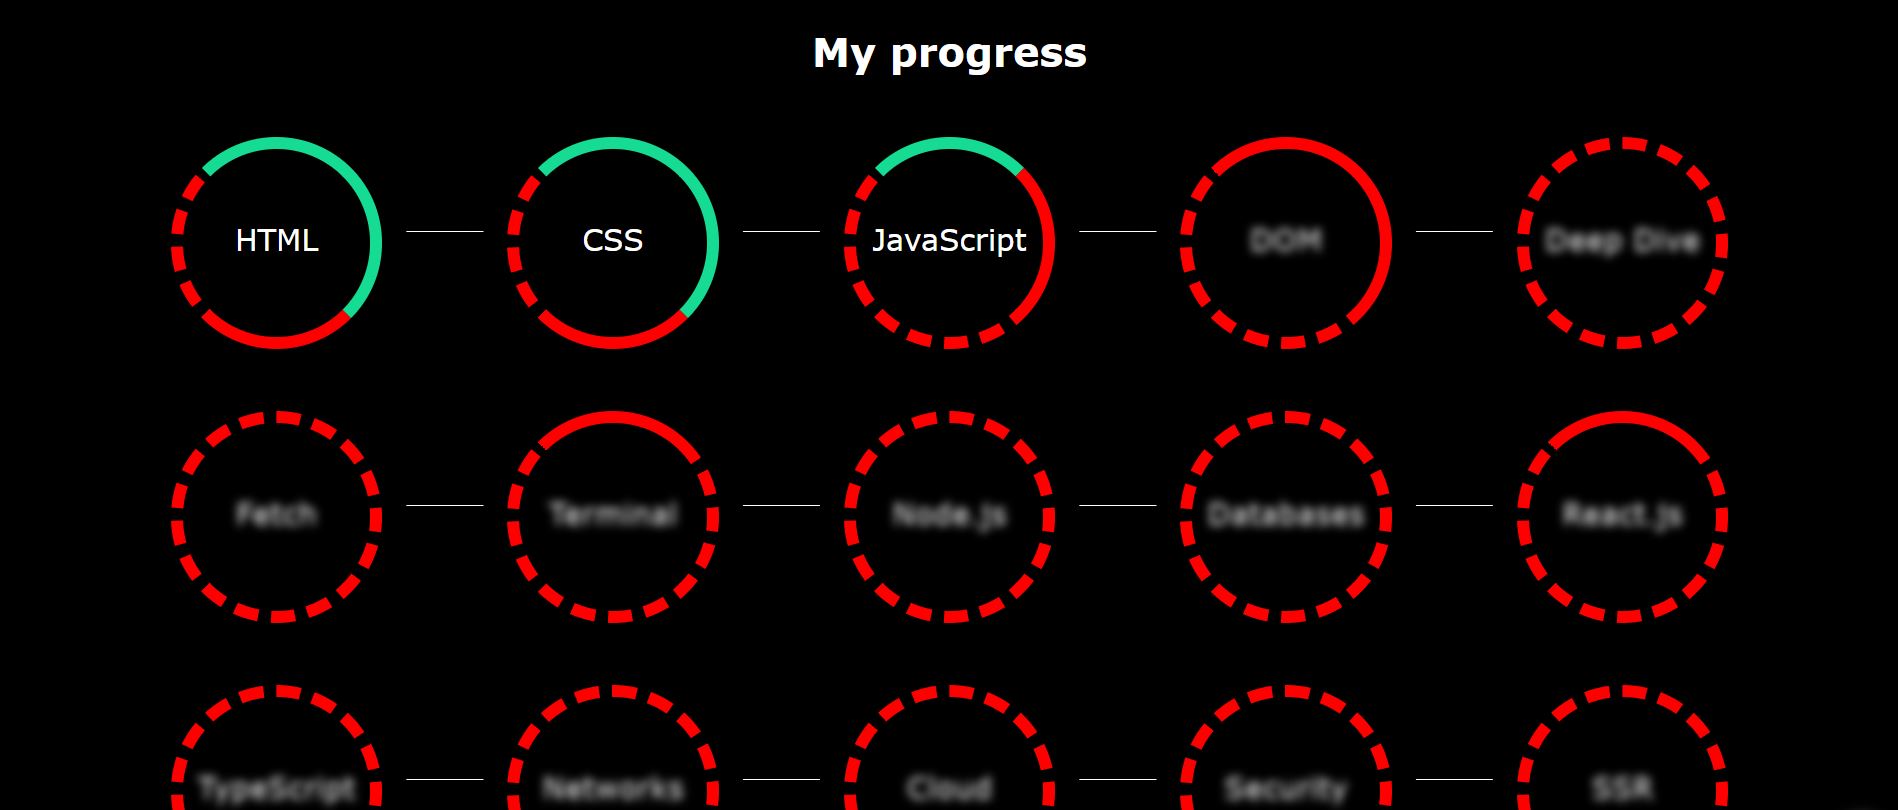 My progress
HTML
CSS
JavaScript
DOM
Deep Dive
Fetch
Terminal
Node.js
Databases
React.js
TypeScript
Networks
Cloud
Security
SSR